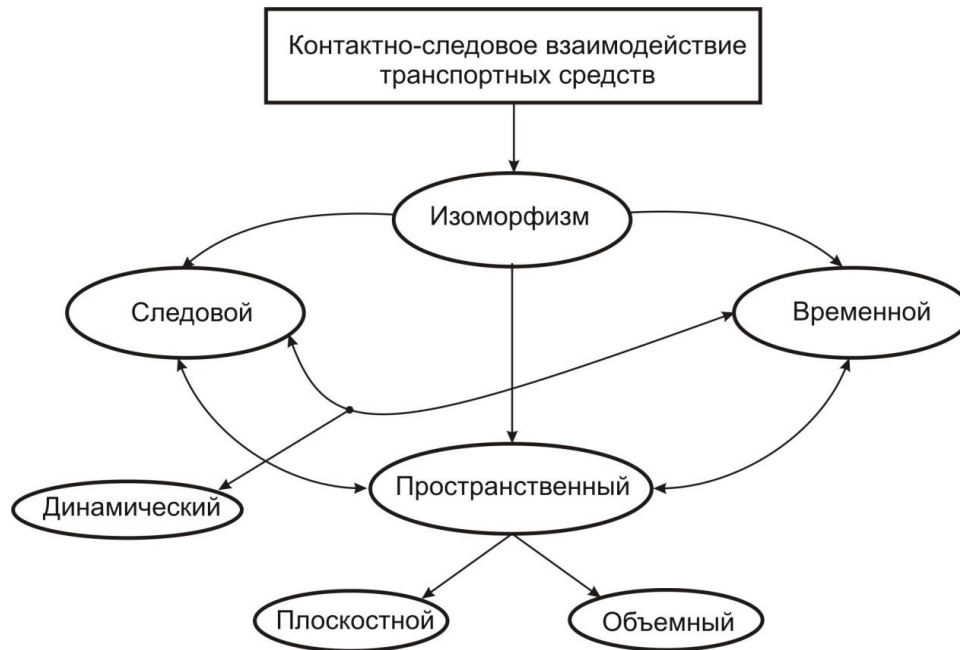 Контактно-следовое взаимодействие
транспортных средств
Изоморфизм
Следовой
Временной
Динамический
Пространственный
Плоскостной
Объемный